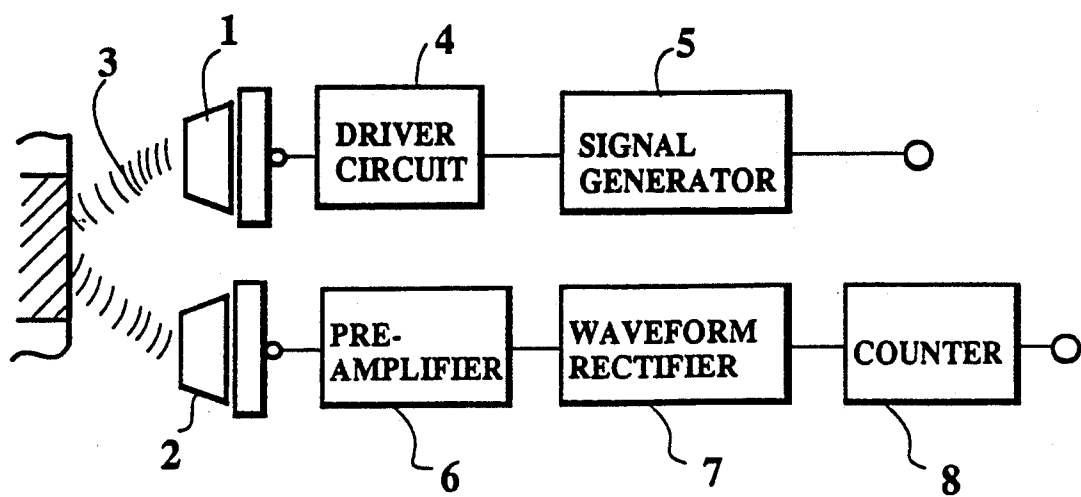 1
3
4
5
DRIVER
CIRCUIT
SIGNAL
GENERATOR
PRE-
AMPLIFIER
WAVEFORM
RECTIFIER
COUNTER
2
6
7
8